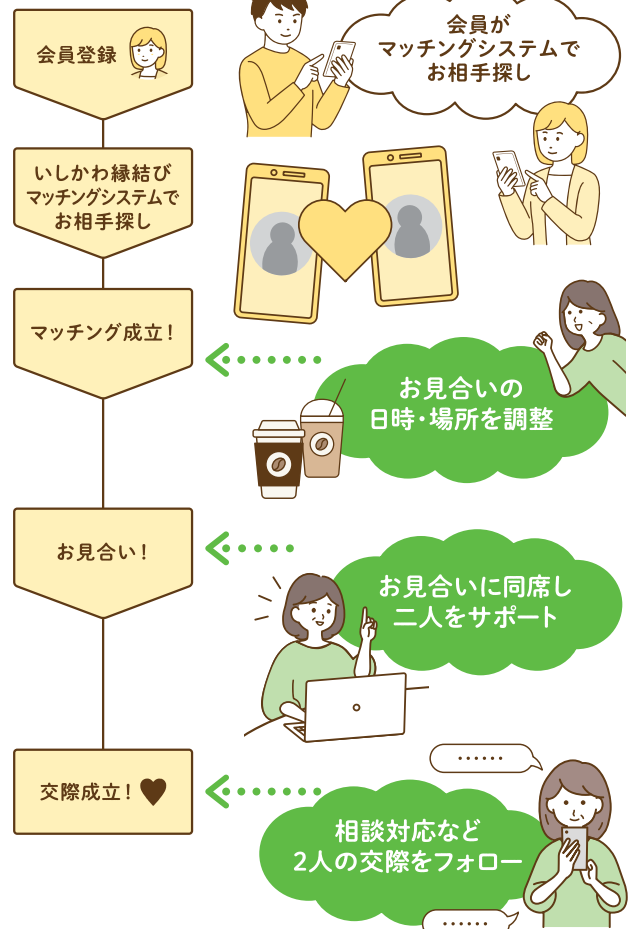 会員登録
会員が
マッチングシステムで
お相手探し
いしかわ縁結び
マッチングシステムで
お相手探し
マッチング成立！
お見合いの
日時・場所を調整
お見合い！
お見合いに同席し
二人をサポート
交際成立！
相談対応など
2人の交際をフォロー